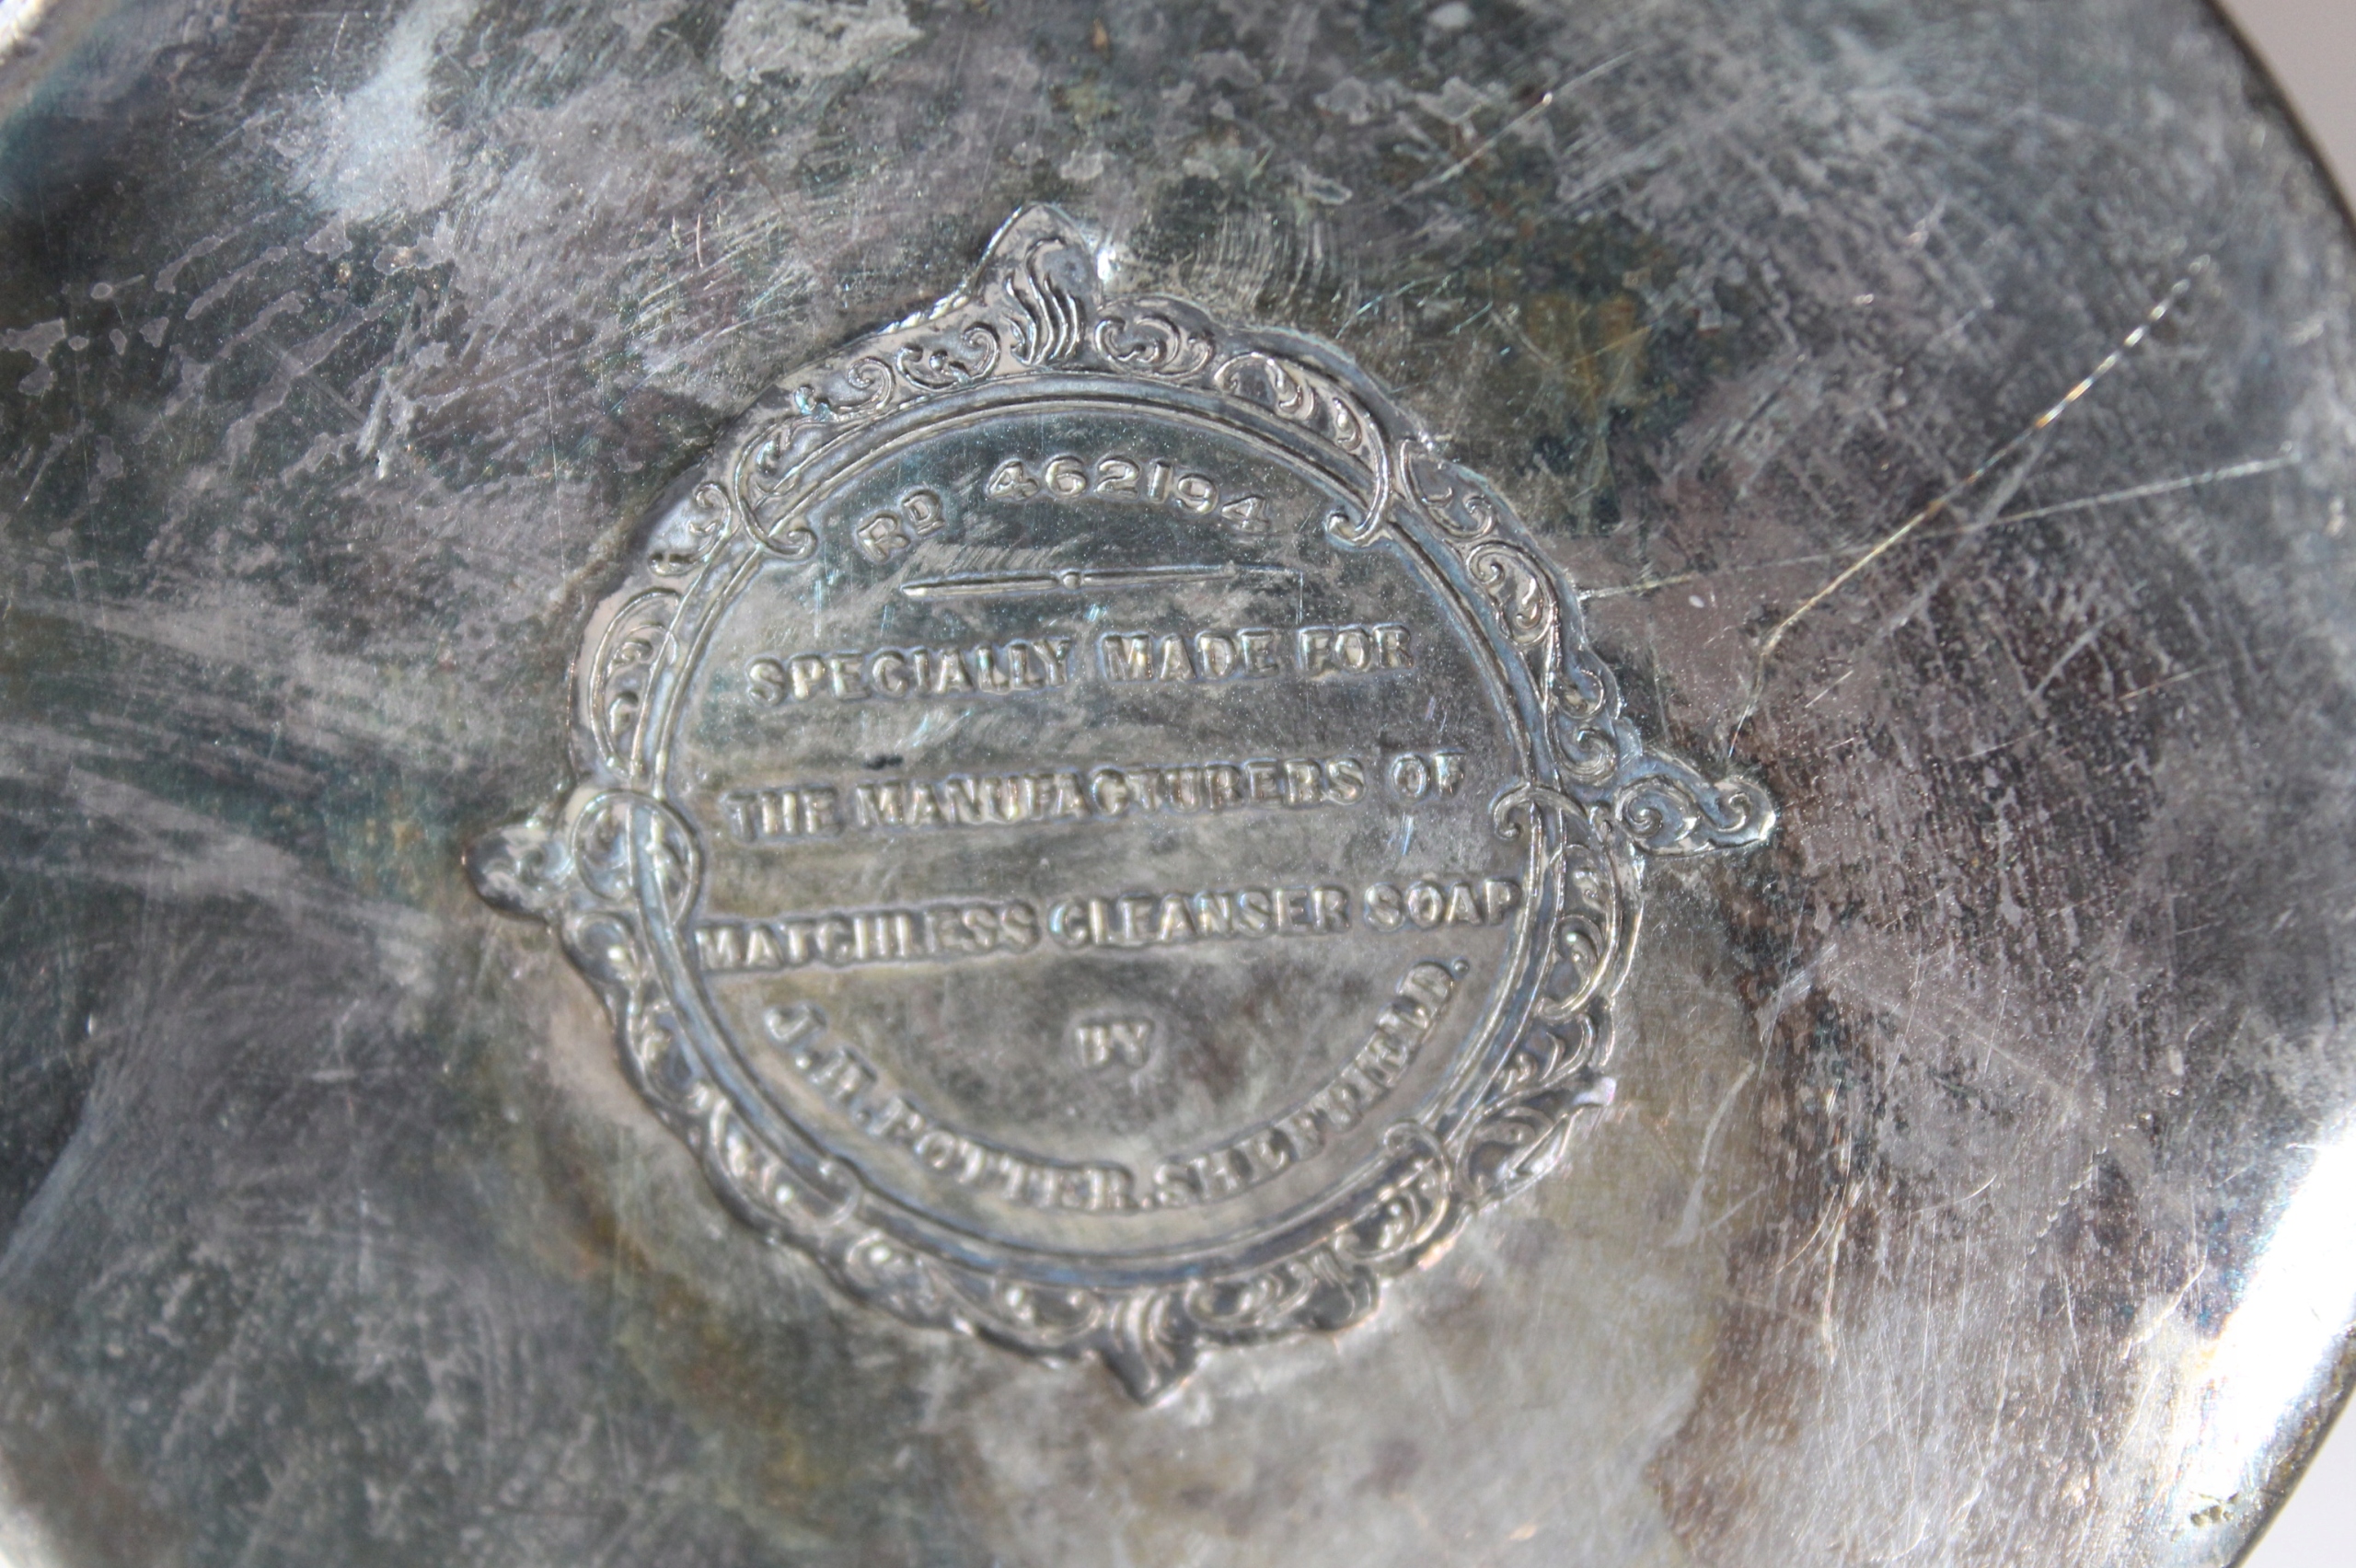 RD 462194
SPECIALLY MADE FOR
THE MANUFACTURERS OF
MATCHLESS CLEANSER SOAP
BY
J.H.POTTER.SHEFFIELD.